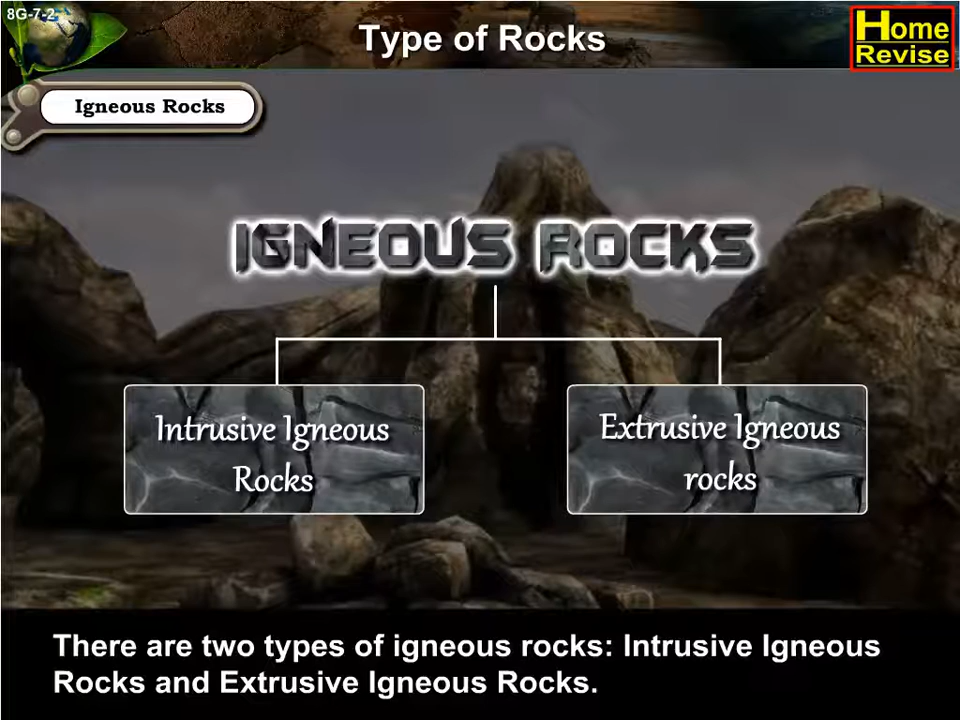 8G-7-2
Type of Rocks
Home
Revise
Igneous Rocks
IGNEOUS ROCKS
Intrusive Igneous
Rocks
Extrusive Igneous
rocks
There are two types of igneous rocks: Intrusive Igneous
Rocks and Extrusive Igneous Rocks.